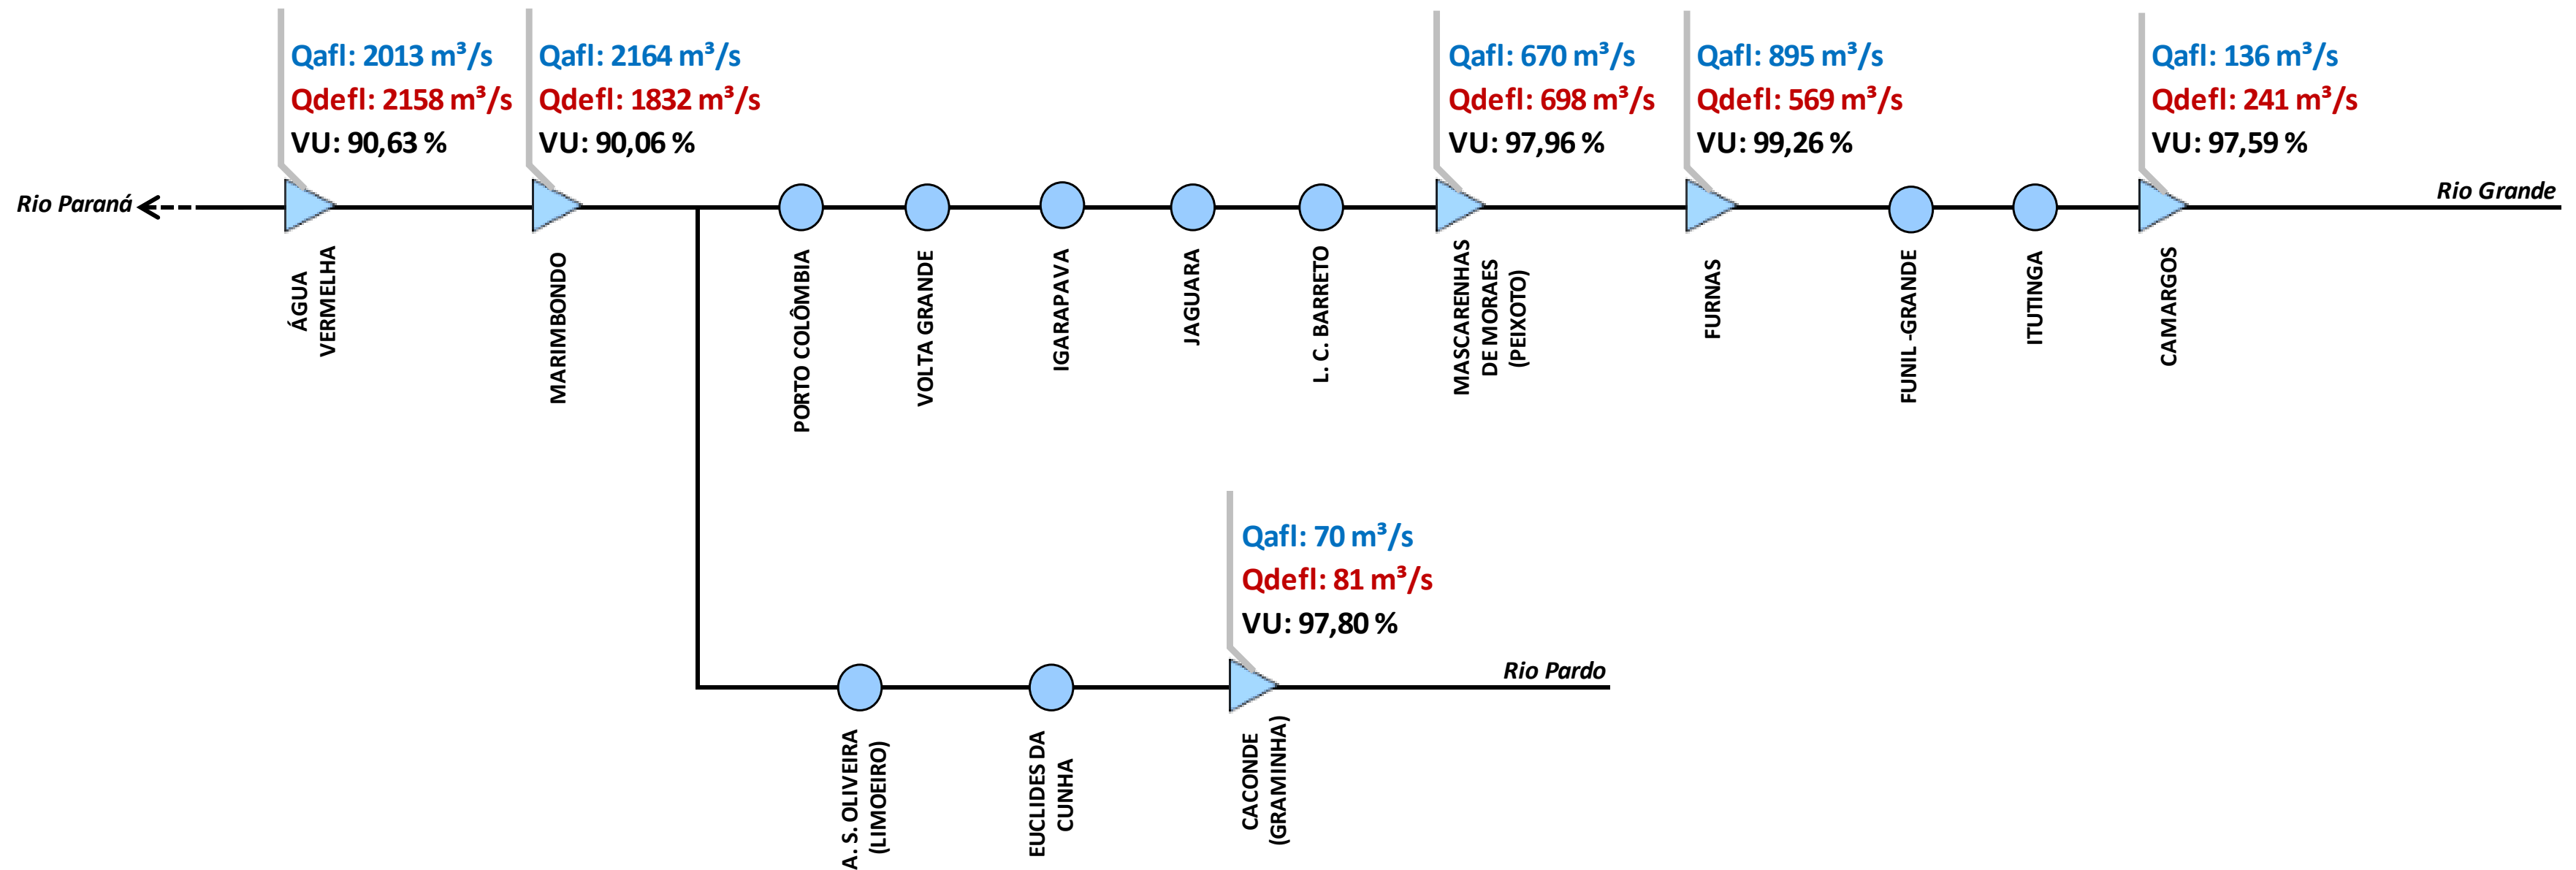 Qafl: 2013 m³/s
Qdefl: 2158 m³/s
VU: 90,63 %
Qafl: 2164 m³/s
Qdefl: 1832 m³/s
VU: 90,06 %
Qafl: 670 m³/s
Qdefl: 698 m³/s
VU: 97,96 %
Qafl: 895 m³/s
Qdefl: 569 m³/s
VU: 99,26 %
Qafl: 136 m³/s
Qdefl: 241 m³/s
VU: 97,59 %
Rio Paraná
Rio Grande
ÁGUA
VERMELHA
MARIMBONDO
PORTO COLÔMBIA
VOLTA GRANDE
IGARAPAVA
JAGUARA
L. C. BARRETO
MASCARENHAS
DE MORAES
(PEIXOTO)
FURNAS
FUNIL -GRANDE
ITUTINGA
CAMARGOS
Qafl: 70 m³/s
Qdefl: 81 m³/s
VU: 97,80 %
Rio Pardo
A. S. OLIVEIRA
(LIMOEIRO)
EUCLIDES DA
CUNHA
CACONDE
(GRAMINHA)